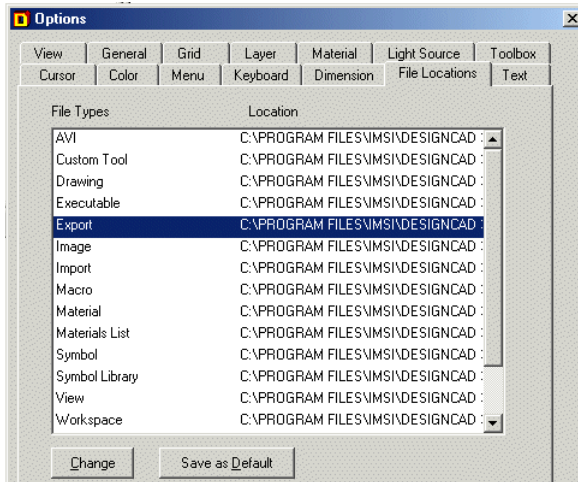 Options
View General Grid Layer Material Light Source Toolbox
Cursor Color Menu Keyboard Dimension File Locations Text
File Types Location
AVI C:\PROGRAM FILES\IMSI\DESIGNCAD
Custom Tool C:\PROGRAM FILES\IMSI\DESIGNCAD
Drawing C:\PROGRAM FILES\IMSI\DESIGNCAD
Executable C:\PROGRAM FILES\IMSI\DESIGNCAD
Export C:\PROGRAM FILES\IMSI\DESIGNCAD
Image C:\PROGRAM FILES\IMSI\DESIGNCAD
Import C:\PROGRAM FILES\IMSI\DESIGNCAD
Macro C:\PROGRAM FILES\IMSI\DESIGNCAD
Material C:\PROGRAM FILES\IMSI\DESIGNCAD
Materials List C:\PROGRAM FILES\IMSI\DESIGNCAD
Symbol C:\PROGRAM FILES\IMSI\DESIGNCAD
Symbol Library C:\PROGRAM FILES\IMSI\DESIGNCAD
View C:\PROGRAM FILES\IMSI\DESIGNCAD
Workspace C:\PROGRAM FILES\IMSI\DESIGNCAD
Change Save as Default